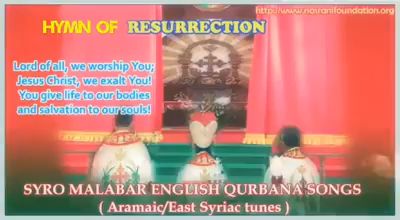 http://www.nasranifoundation.org
HYMN OF RESURRECTION
Lord of all, we worship You;
Jesus Christ, we exalt You!
You give life to our bodies
and salvation to our souls!
SYRO MALABAR ENGLISH QURBANA SONGS
( Aramaic/East Syriac tunes )